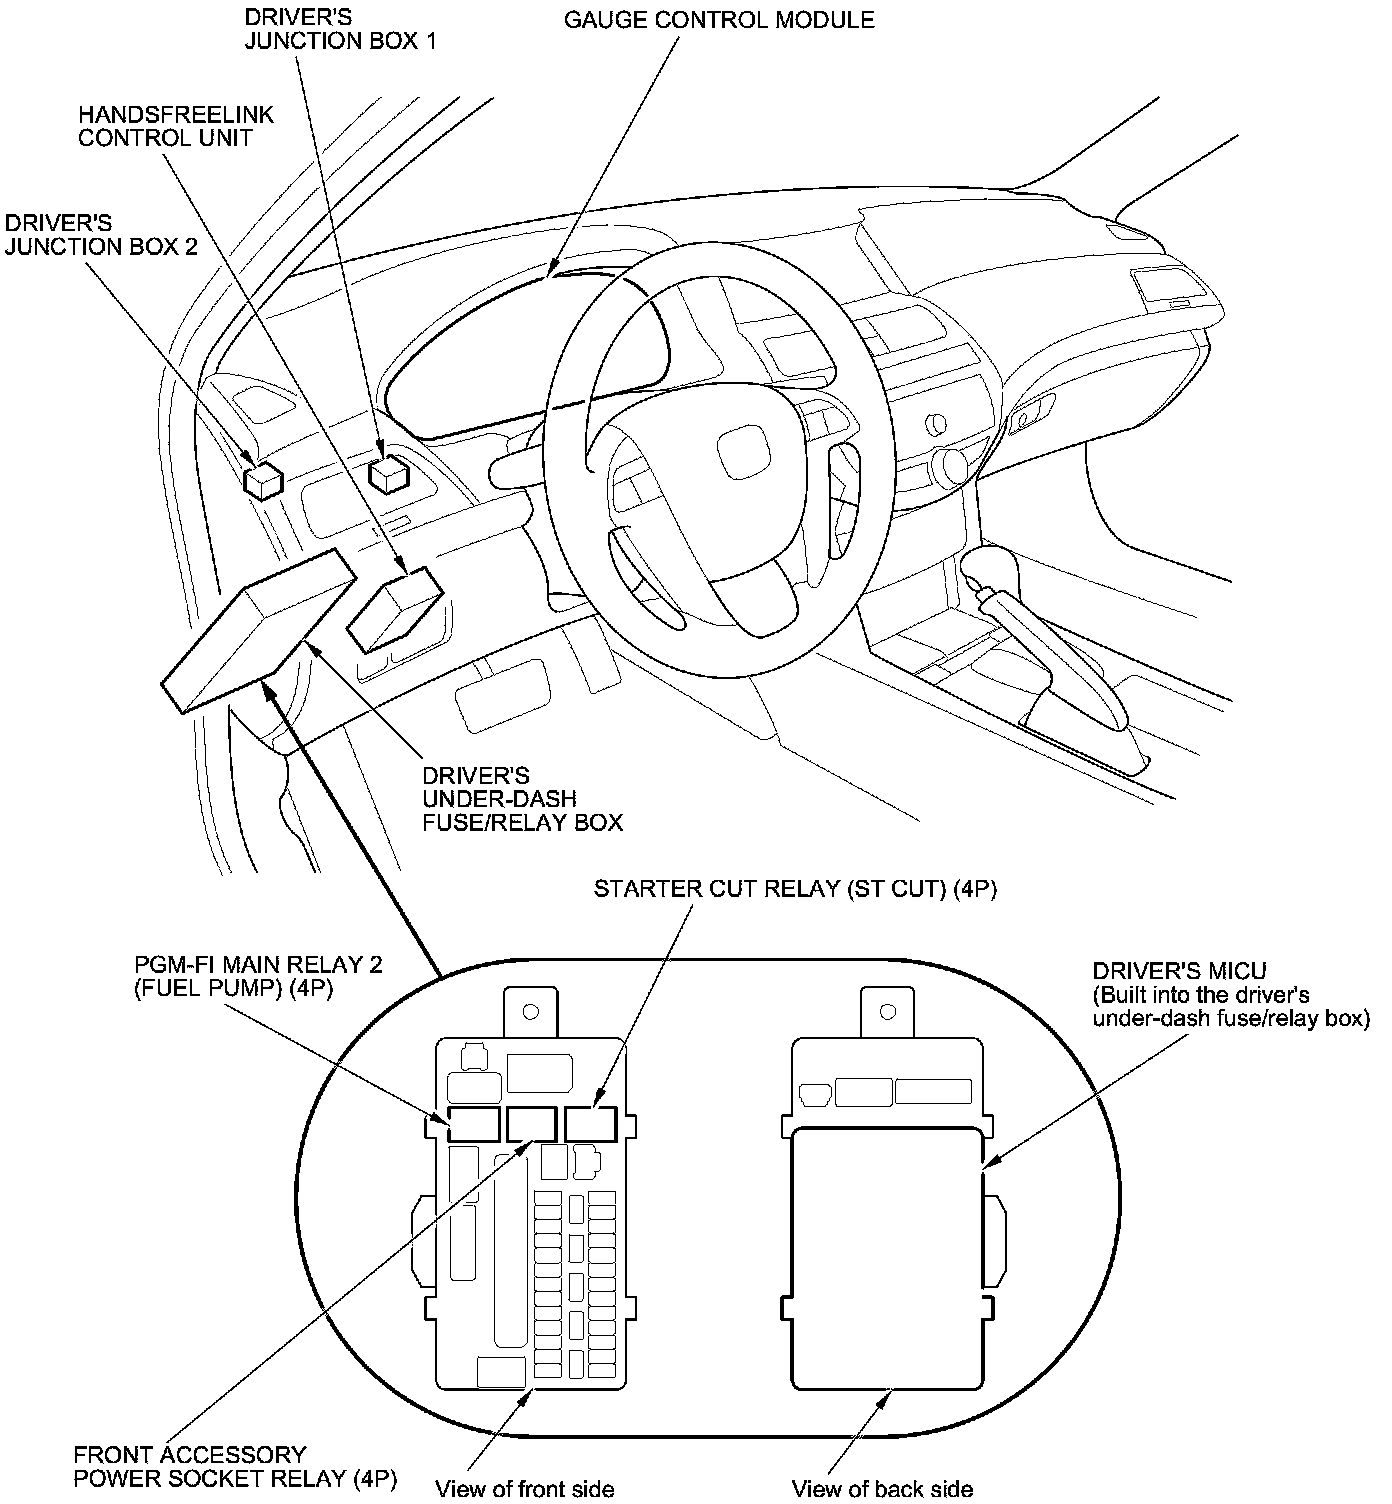 DRIVER'S
JUNCTION BOX 1
GAUGE CONTROL MODULE
HANDSFREELINK
CONTROL UNIT
DRIVER'S
JUNCTION BOX 2
DRIVER'S
UNDER-DASH
FUSE/RELAY BOX
STARTER CUT RELAY (ST CUT) (4P)
PGM-FI MAIN RELAY 2
(FUEL PUMP) (4P)
DRIVER'S MICU
(Built into the driver's
under-dash fuse/relay box)
FRONT ACCESSORY
POWER SOCKET RELAY (4P)
View of front side
View of back side